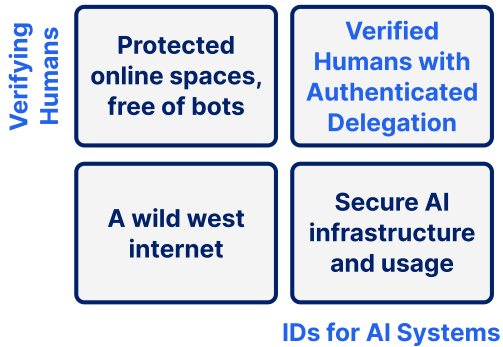 Verifying
Humans
Protected
online spaces,
free of bots
Verified
Humans with
Authenticated
Delegation
A wild west
internet
Secure AI
infrastructure
and usage
IDs for AI Systems